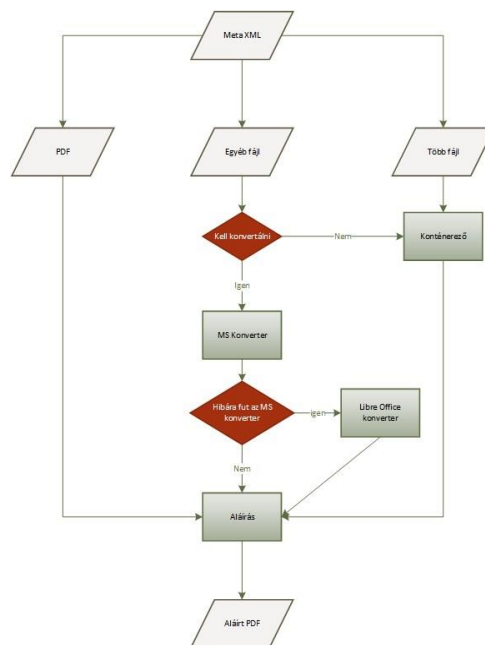 Meta XML
PDF
Egyéb fájl
Több fájl
Kell konvertálni
Nem
Konténerező
Igen
MS Konverter
Hibára fut az MS
konverter
igen
Libre Office
konverter
Nem
Aláírás
Aláírt PDF